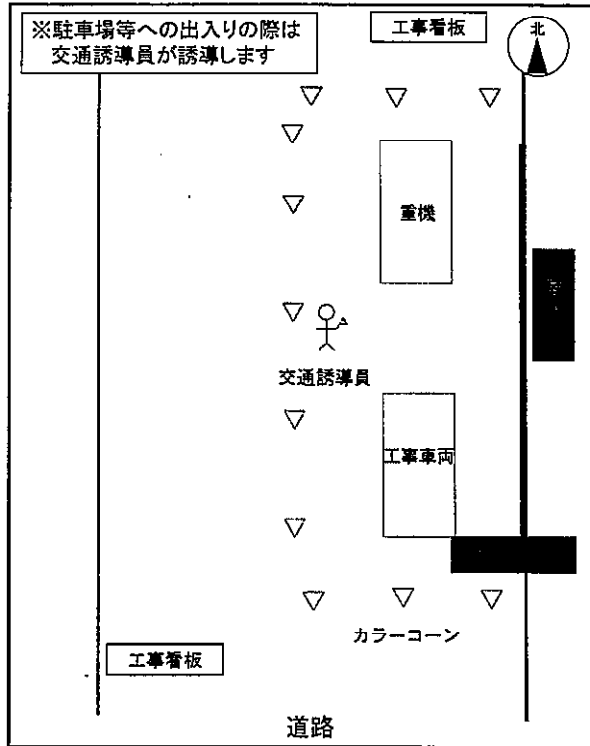 ※駐車場等への出入りの際は
交通誘導員が誘導します
工事看板
北
重機
交通誘導員
工事車両
カラーコーン
工事看板
道路